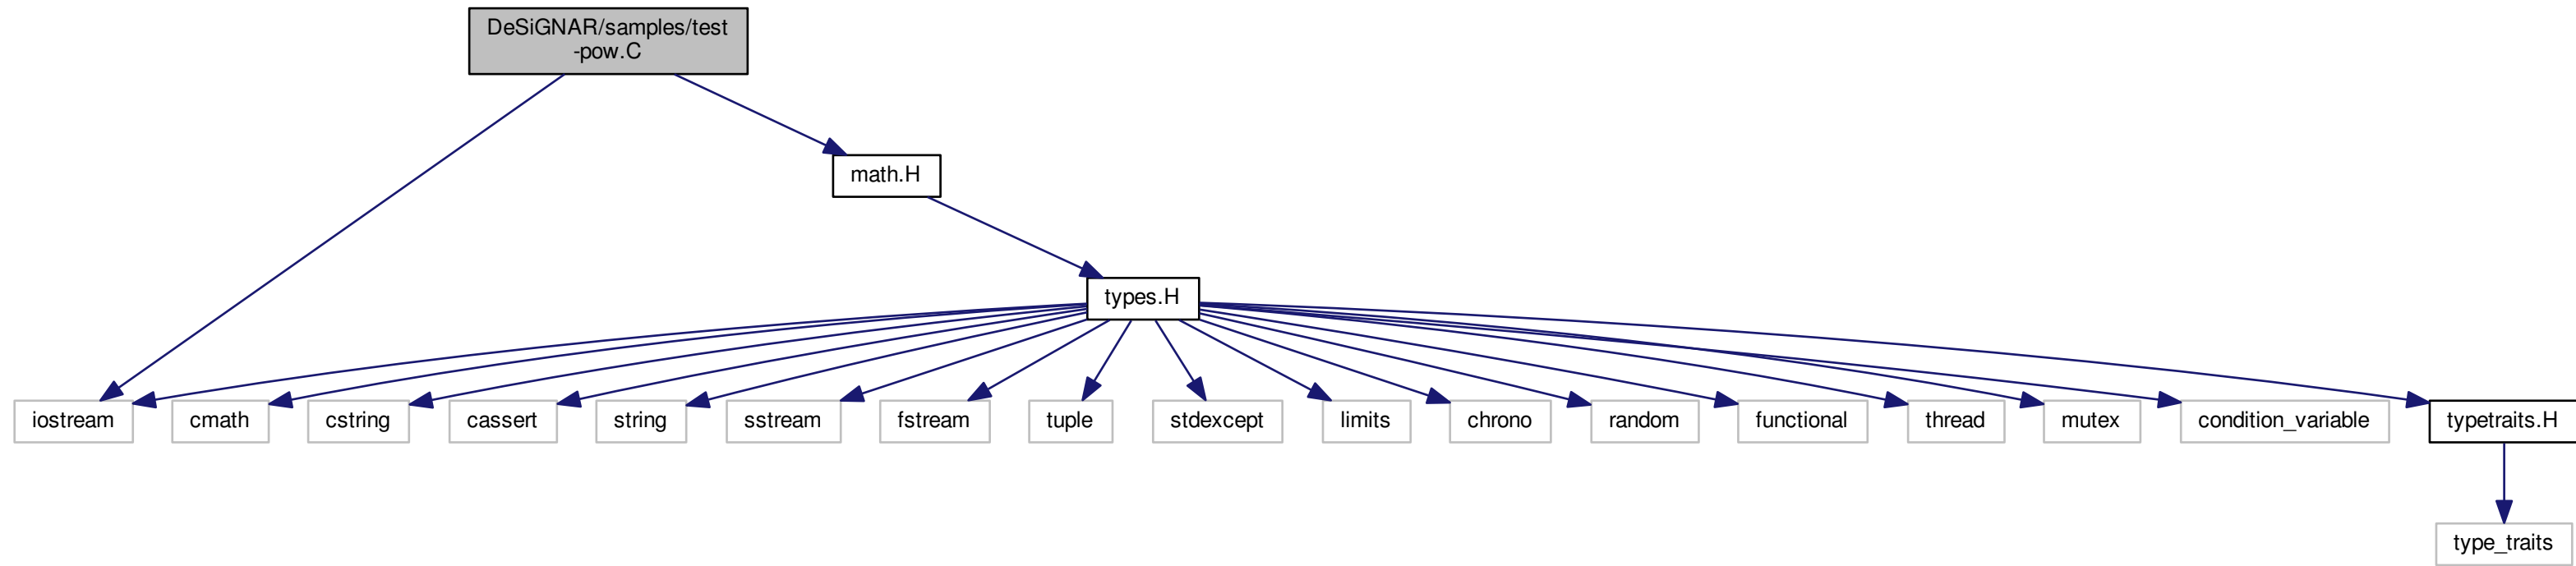 DeSiGNAR/samples/test
-pow.C
math.H
types.H
iostream
cmath
cstring
cassert
string
sstream
fstream
tuple
stdexcept
limits
chrono
random
functional
thread
mutex
condition_variable
typetraits.H
type_traits